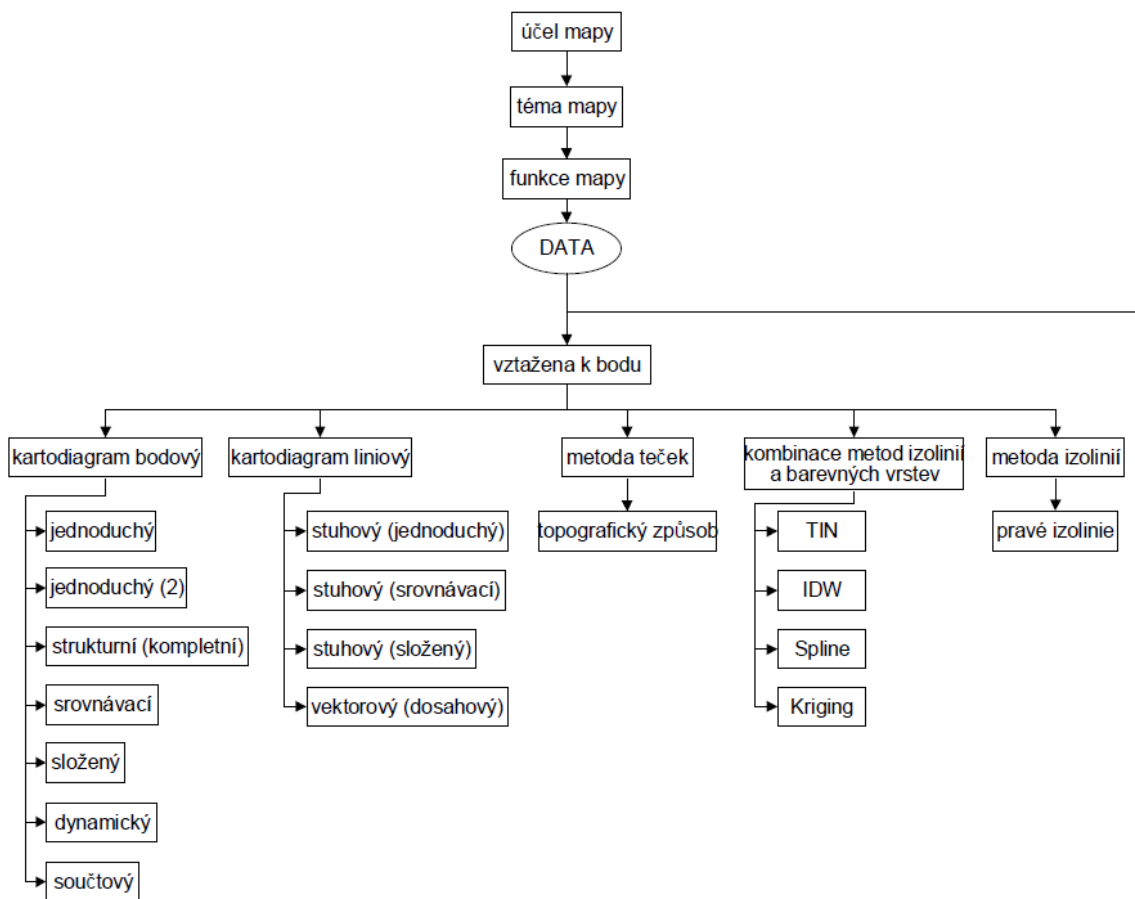 účel mapy
téma mapy
funkce mapy
DATA
vztažena k bodu
kartodiagram bodový
kartodiagram liniový
metoda teček
kombinace metod izolinií
a barevných vrstev
metoda izolinií
jednoduchý
jednoduchý (2)
strukturní (kompletní)
srovnávací
složený
dynamický
součtový
stuhový (jednoduchý)
stuhový (srovnávací)
stuhový (složený)
vektorový (dosahový)
topografický způsob
TIN
IDW
Spline
Kriging
pravé izolinie